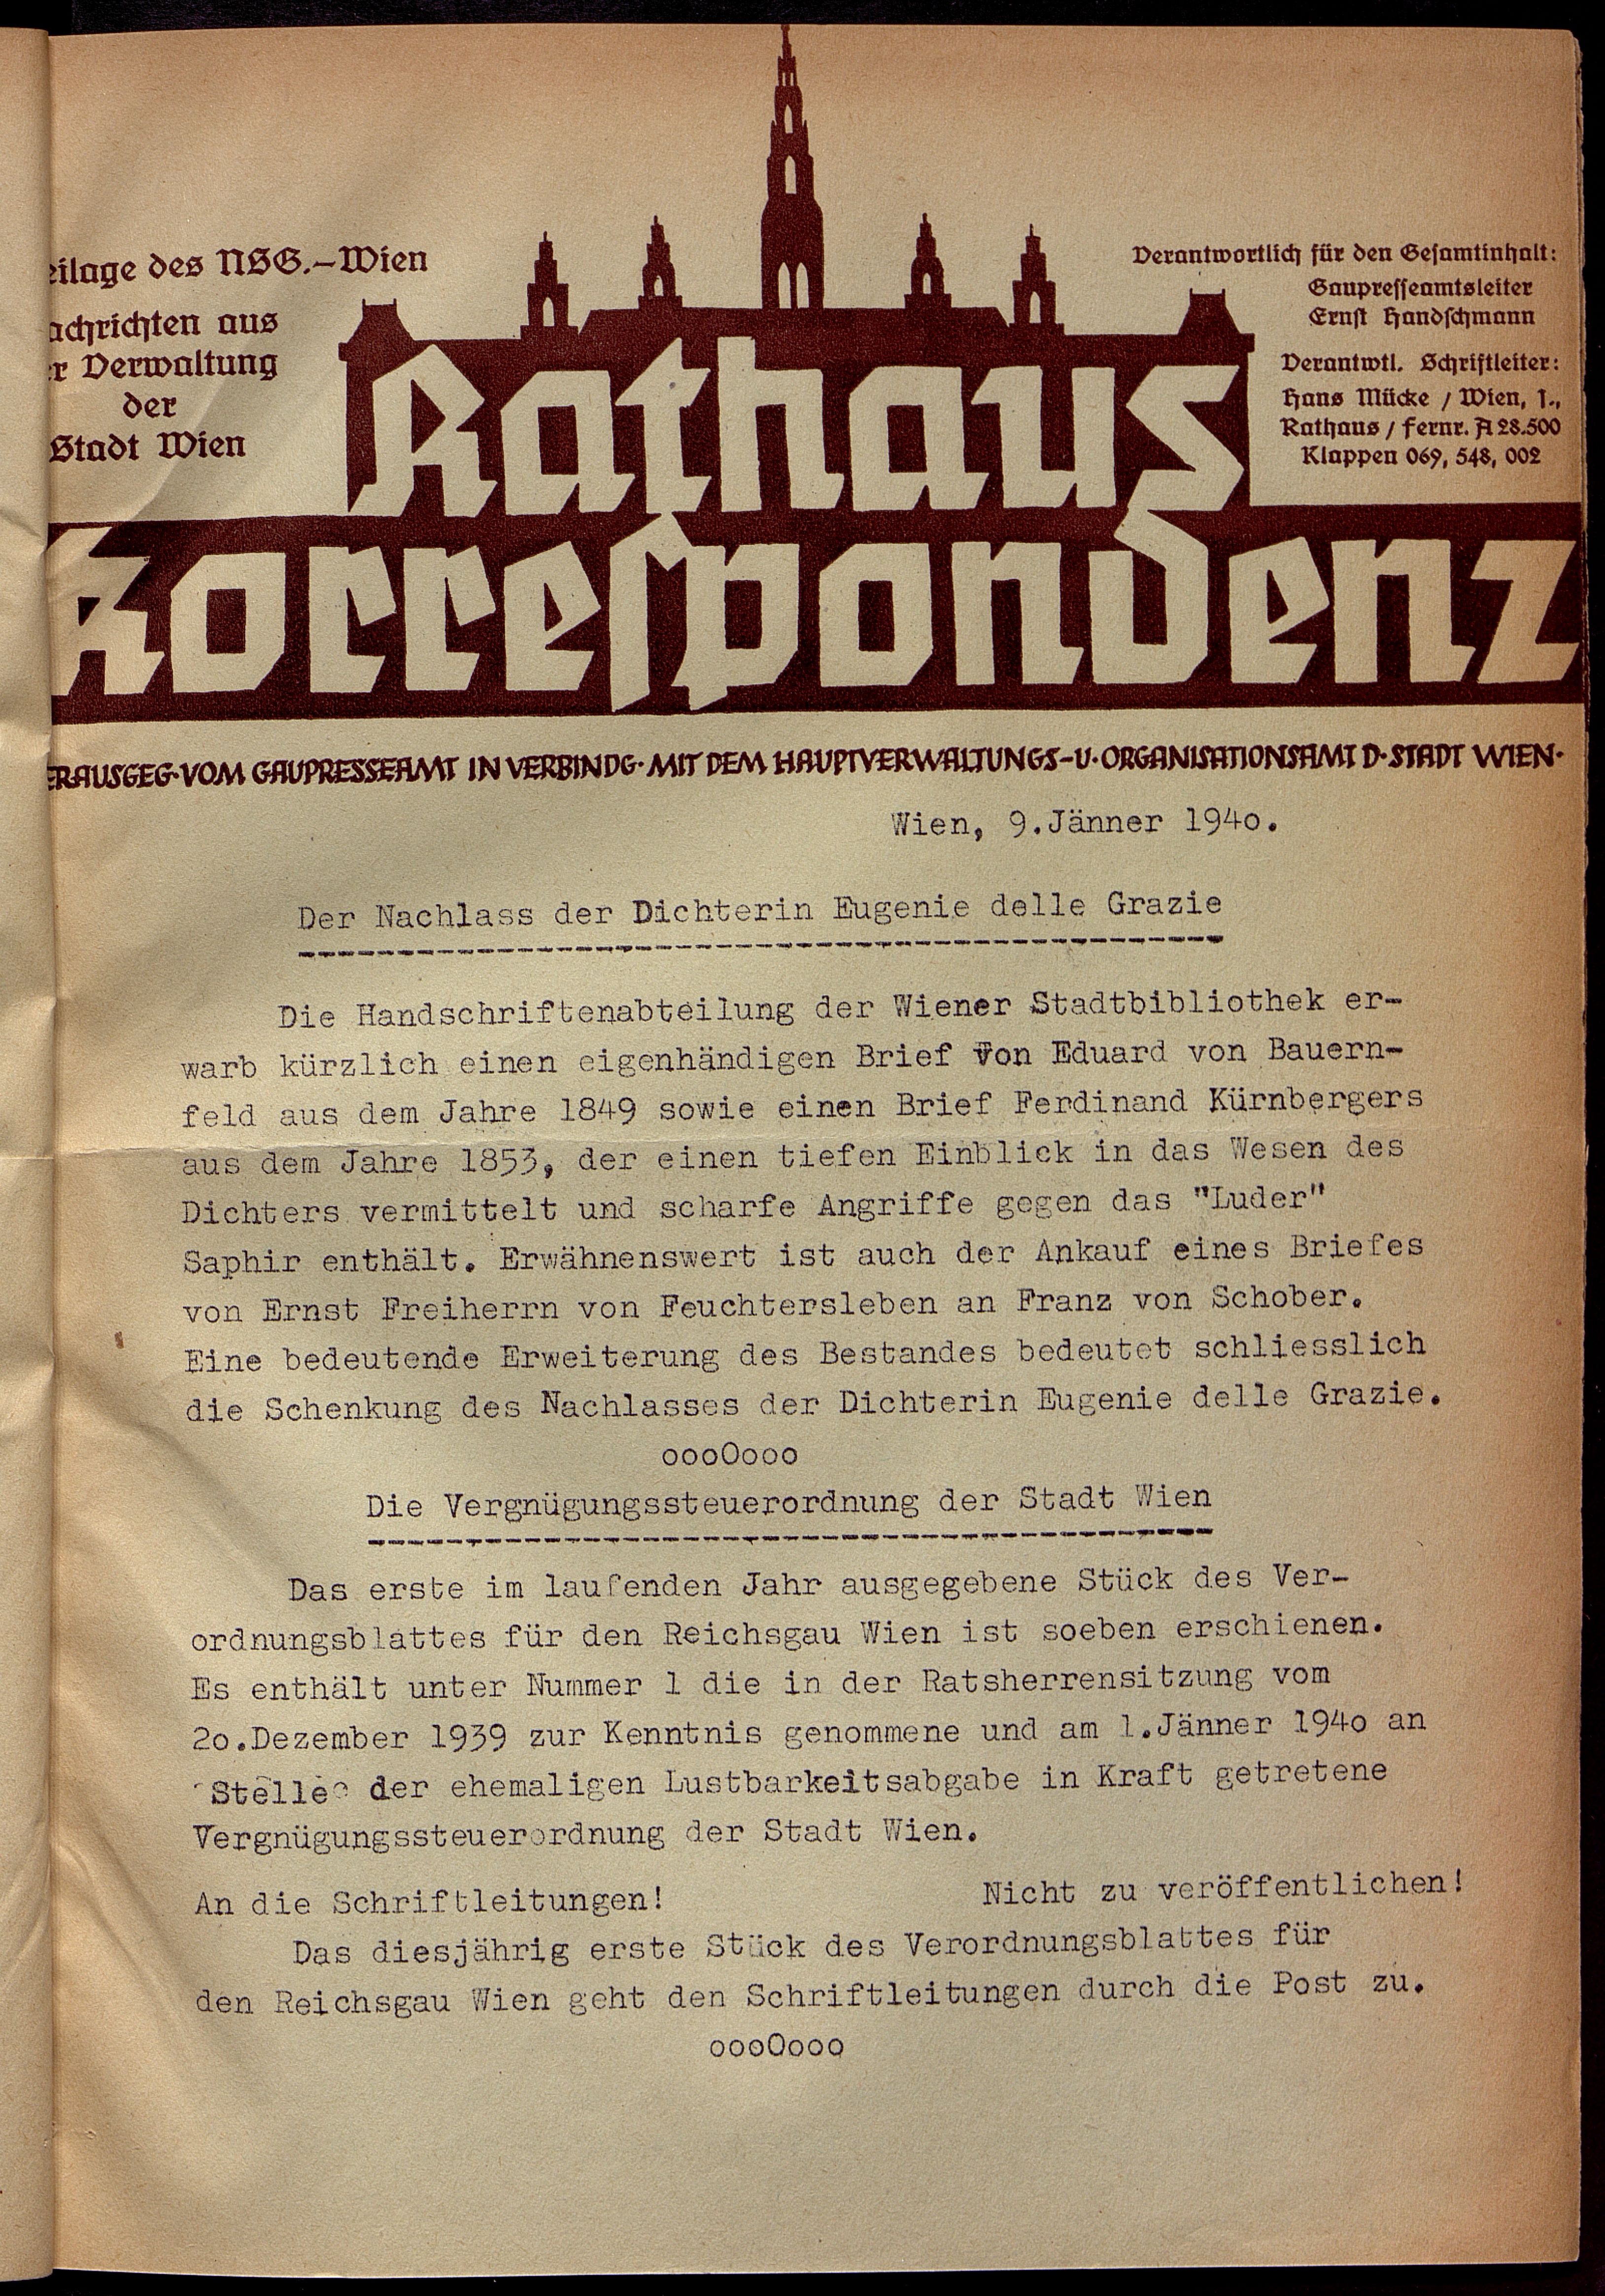 eilage des NSG.-Wien
achrichten aus
r Verwaltung
der
Stadt Wien
Verantwortlich für den Gesamtinhalt:
Gaupresseamtsleiter
Ernst Handschmann
Verantwtl. Schriftleiter:
Hans Mücke / Wien, 1.,
Rathaus / Fernr. A 28.500
Klappen 069, 548, 002
Rathaus
Korrespondenz
ERAUSGEG·VOM GAUPRESSEAMT IN VERBINDG·MIT DEM HAUPTVERWALTUNGS-U·ORGANISATIONSAMT D·STADT WIEN·
Wien, 9.Jänner 194o.
Der Nachlass der Dichterin Eugenie delle Grazie
Die Handschriftenabteilung der Wiener Stadtbibliothek er-
warb kürzlich einen eigenhändigen Brief von Eduard von Bauern-
feld aus dem Jahre 1849 sowie einen Brief Ferdinand Kürnbergers
aus dem Jahre 1853, der einen tiefen Einblick in das Wesen des
Dichters vermittelt und scharfe Angriffe gegen das "Luder"
Saphir enthält. Erwähnenswert ist auch der Ankauf eines Briefes
von Ernst Freiherrn von Feuchtersleben an Franz von Schober.
Eine bedeutende Erweiterung des Bestandes bedeutet schliesslich
die Schenkung des Nachlasses der Dichterin Eugenie delle Grazie.
oooOooo
Die Vergnügungssteuerordnung der Stadt Wien
Das erste im laufenden Jahr ausgegebene Stück des Ver-
ordnungsblattes für den Reichsgau Wien ist soeben erschienen.
Es enthält unter Nummer 1 die in der Ratsherrensitzung vom
2o.Dezember 1939 zur Kenntnis genommene und am 1.Jänner 194o an
Stelle der ehemaligen Lustbarkeitsabgabe in Kraft getretene
Vergnügungssteuerordnung der Stadt Wien.
An die Schriftleitungen! Nicht zu veröffentlichen!
Das diesjährig erste Stück des Verordnungsblattes für
den Reichsgau Wien geht den Schriftleitungen durch die Post zu.
oooOooo